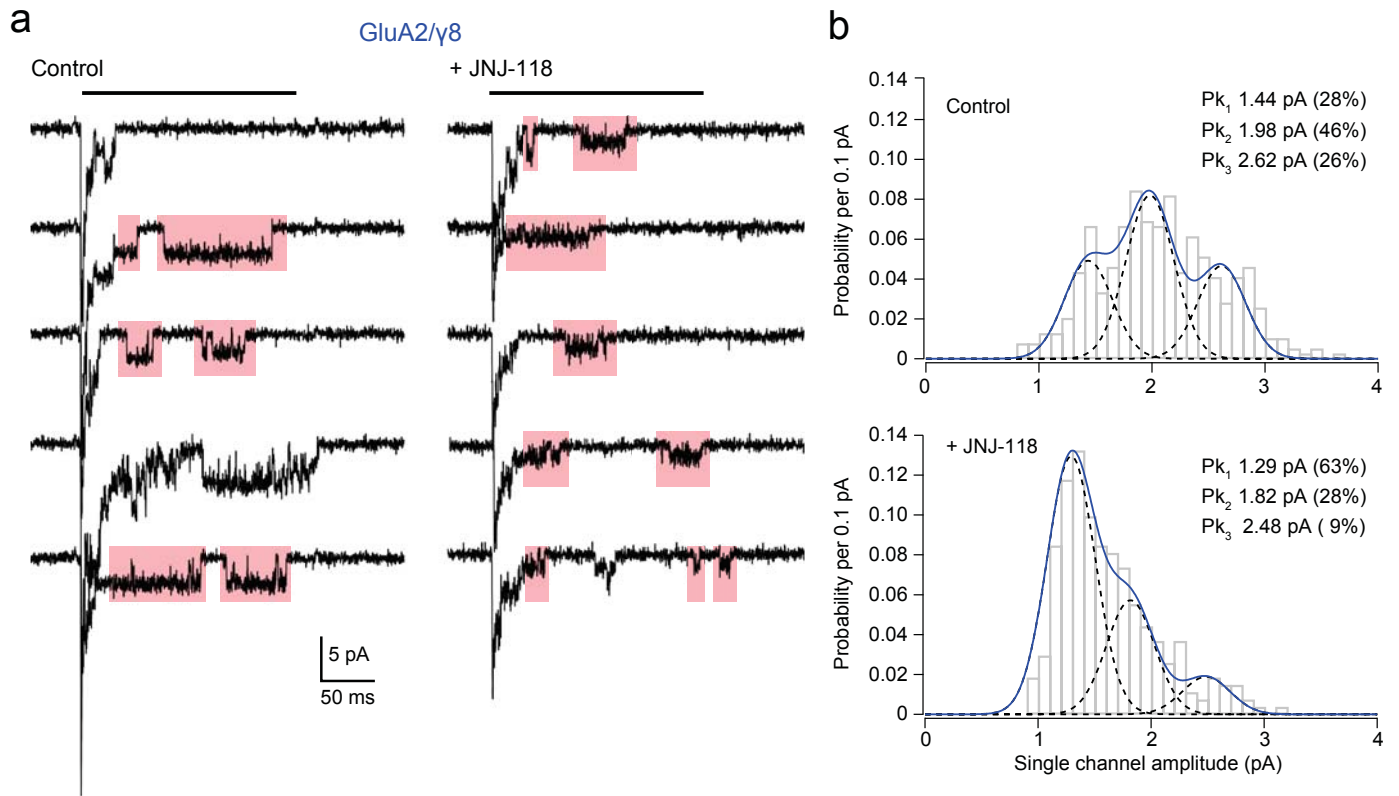 a
GluA2/γ8
Control
+ JNJ-118
5 pA
50 ms
b
0.14
0.12
0.10
0.08
0.06
0.04
0.02
0
Probability per 0.1 pA
Control
Pk1 1.44 pA (28%)
Pk2 1.98 pA (46%)
Pk3 2.62 pA (26%)
0 1 2 3 4
0.14
0.12
0.10
0.08
0.06
0.04
0.02
0
Probability per 0.1 pA
+ JNJ-118
Pk1 1.29 pA (63%)
Pk2 1.82 pA (28%)
Pk3 2.48 pA ( 9%)
0 1 2 3 4
Single channel amplitude (pA)